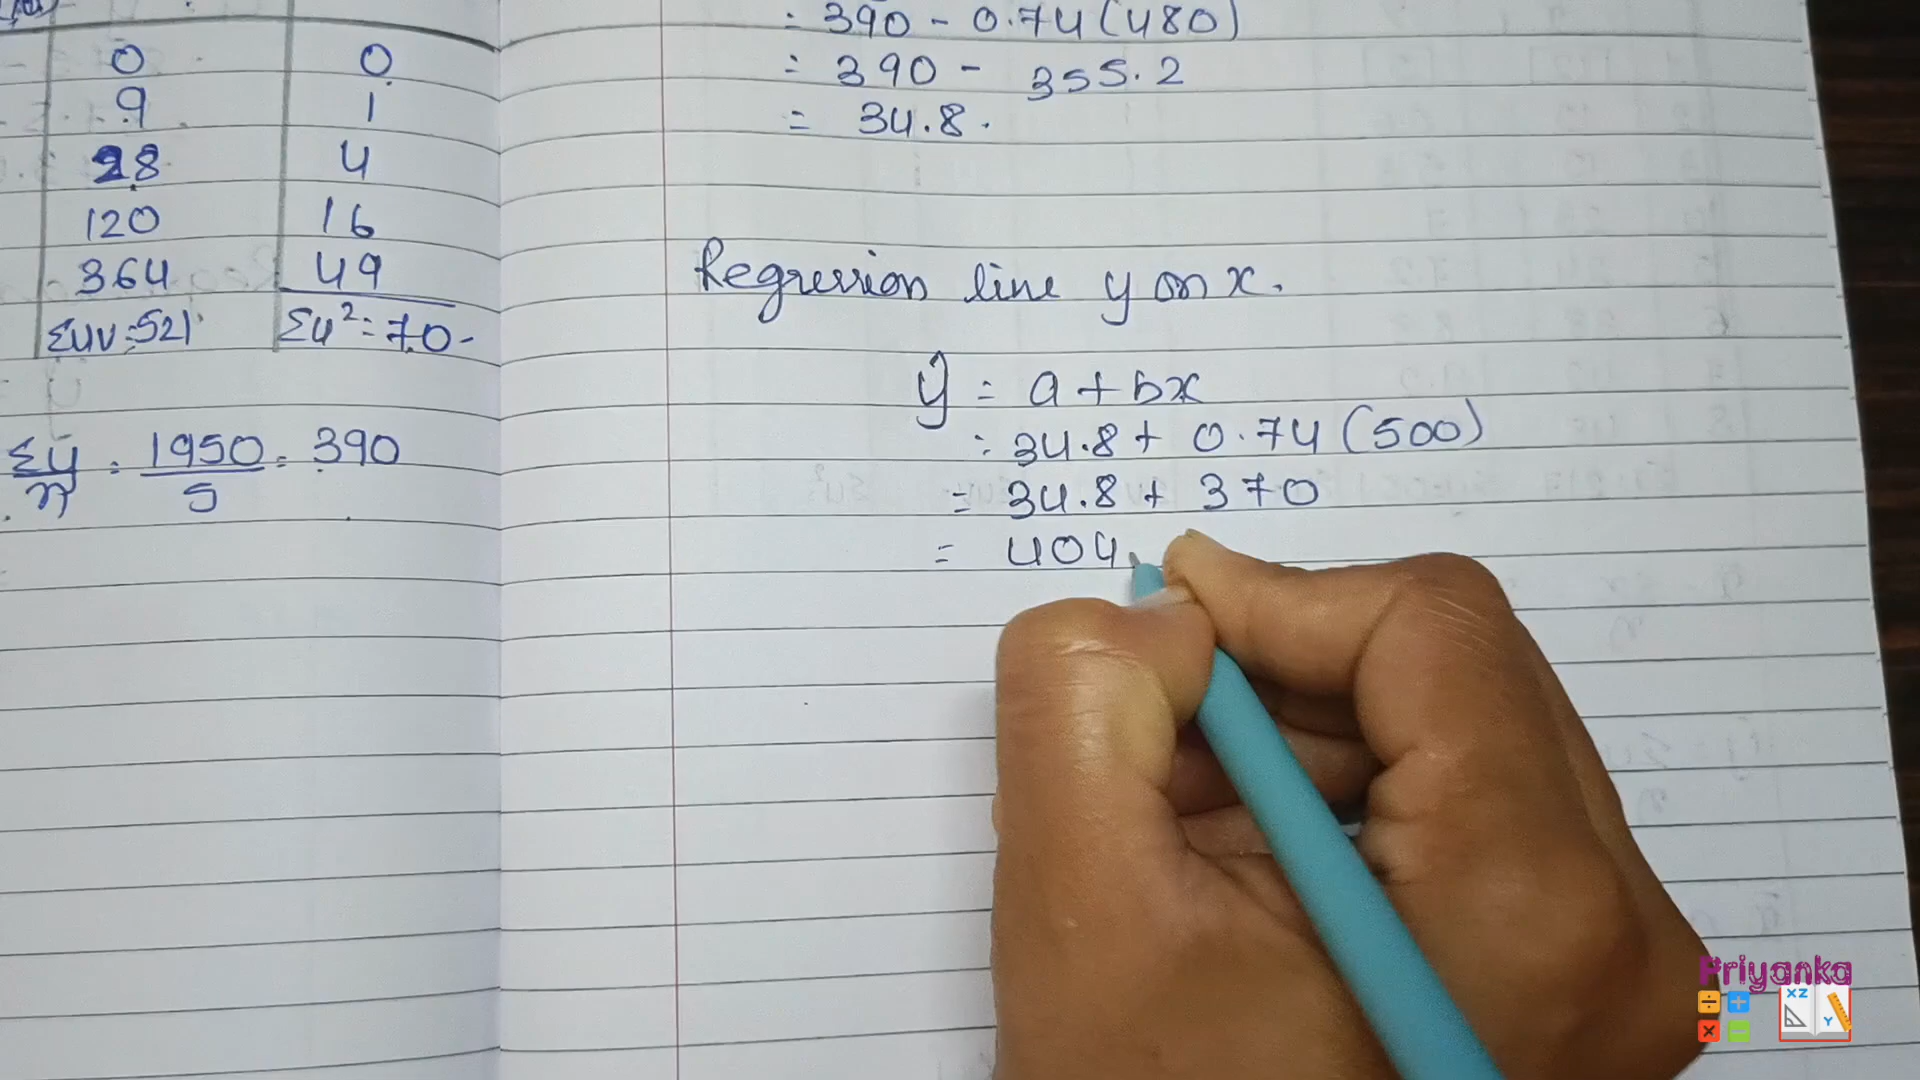 0 0
9 1
28 4
120 16
364 49
Σuv = 521 Σu² = 70
Σy/n = 1950/5 = 390
= 390 - 0.74(480)
= 390 - 355.2
= 34.8.
Regression line y on x.
ŷ = a + bx
= 34.8 + 0.74(500)
= 34.8 + 370
= 404
Priyanka
XZ
Y